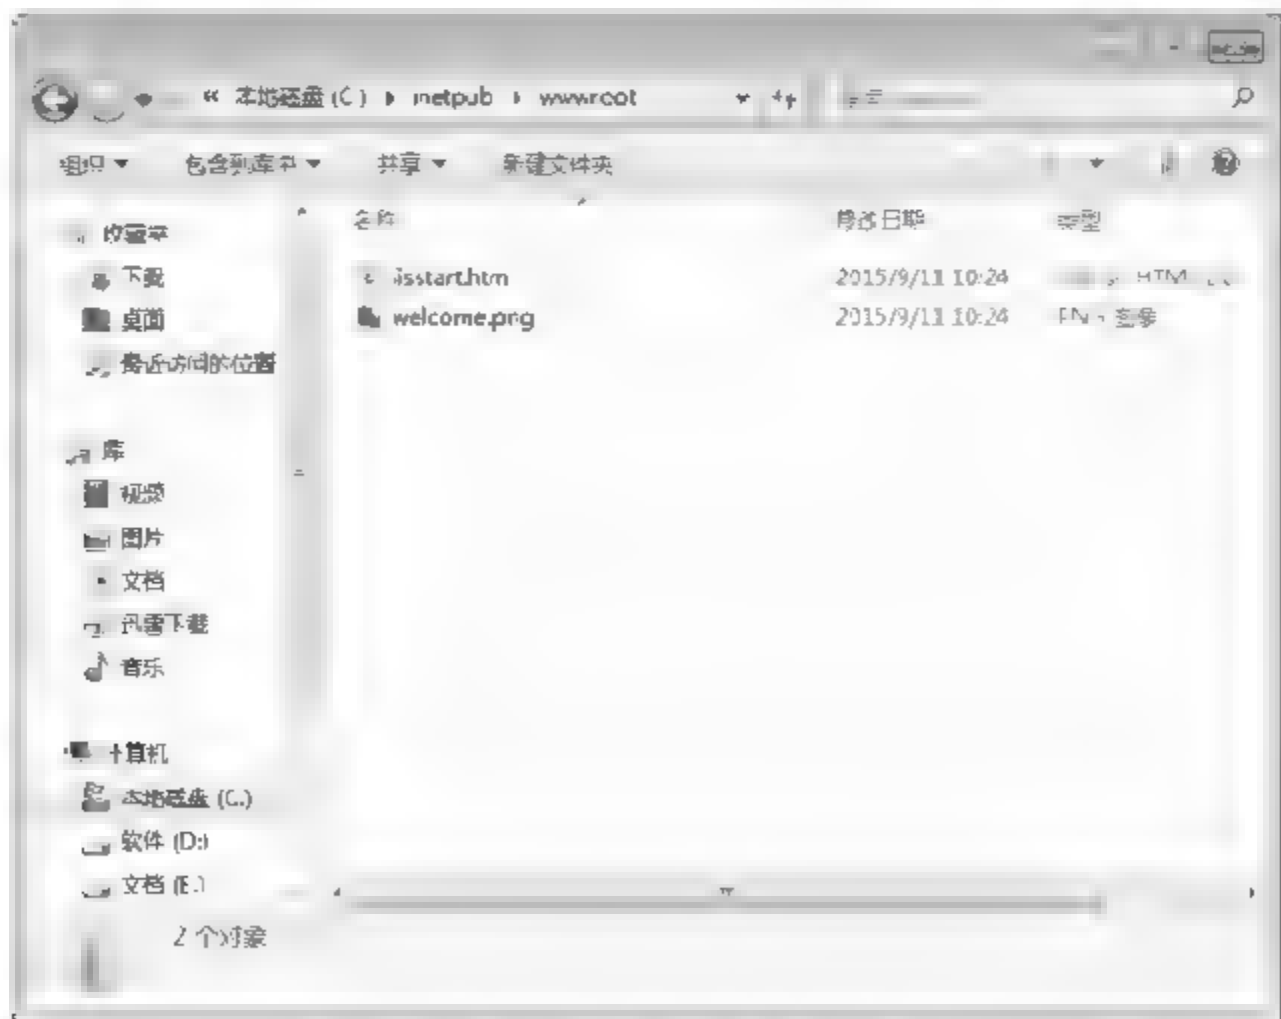 « 本地磁盘 (C ) ▸ inetpub ▸ wwwroot
组织 ▾ 包含到库中 ▾ 共享 ▾ 新建文件夹
名称 修改日期 类型
收藏夹
下载
桌面
最近访问的位置
库
视频
图片
文档
迅雷下载
音乐
计算机
本地磁盘 (C:)
软件 (D:)
文档 (E:)
iisstart.htm 2015/9/11 10:24 HTML
welcome.png 2015/9/11 10:24 PNG 图像
2 个对象